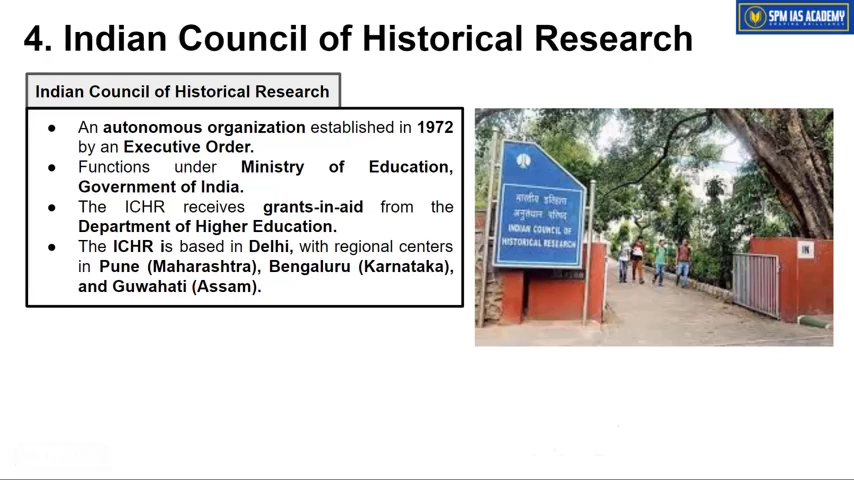 4. Indian Council of Historical Research
SPM IAS ACADEMY
SHAPING BRILLIANCE
Indian Council of Historical Research
● An autonomous organization established in 1972
by an Executive Order.
● Functions under Ministry of Education,
Government of India.
● The ICHR receives grants-in-aid from the
Department of Higher Education.
● The ICHR is based in Delhi, with regional centers
in Pune (Maharashtra), Bengaluru (Karnataka),
and Guwahati (Assam).
भारतीय इतिहास
अनुसंधान परिषद
INDIAN COUNCIL OF
HISTORICAL RESEARCH
IN